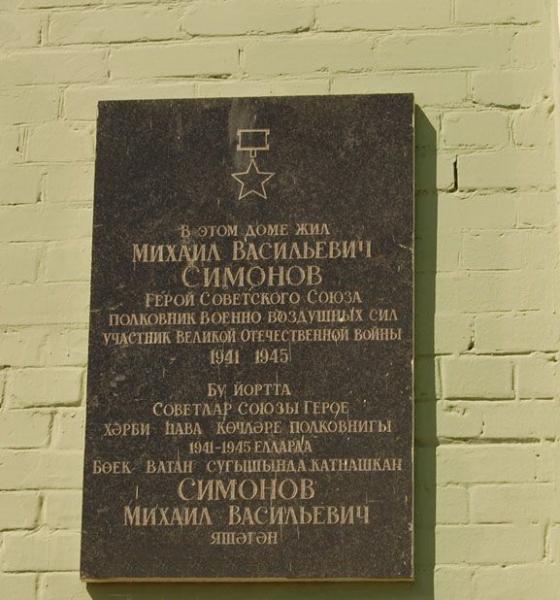 В ЭТОМ ДОМЕ ЖИЛ
МИХАИЛ ВАСИЛЬЕВИЧ
СИМОНОВ
ГЕРОЙ СОВЕТСКОГО СОЮЗА
ПОЛКОВНИК ВОЕННО ВОЗДУШНЫХ СИЛ
УЧАСТНИК ВЕЛИКОЙ ОТЕЧЕСТВЕННОЙ ВОЙНЫ
1941 1945
БУ ЙОРТТА
СОВЕТЛАР СОЮЗЫ ГЕРОЕ
ХӘРБИ ҺАВА КӨЧЛӘРЕ ПОЛКОВНИГЫ
1941-1945 ЕЛЛАРДА
БӨЕК ВАТАН СУГЫШЫНДА КАТНАШКАН
СИМОНОВ
МИХАИЛ ВАСИЛЬЕВИЧ
ЯШӘГӘН